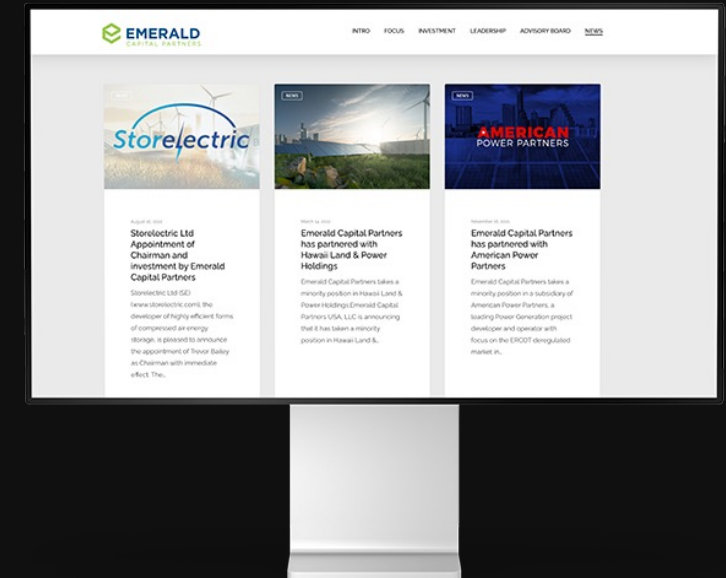 EMERALD
CAPITAL PARTNERS
INTRO FOCUS INVESTMENT LEADERSHIP ADVISORY BOARD NEWS
NEWS
Storelectric
Storelectric Ltd
Appointment of
Chairman and
investment by Emerald
Capital Partners
Storelectric Ltd (SE)
(www.storelectric.com), the
developer of highly efficient forms
of compressed air energy
storage, is pleased to announce
the appointment of Trevor Bailey
as Chairman with immediate
effect. The...
NEWS
Emerald Capital Partners
has partnered with
Hawaii Land & Power
Holdings
Emerald Capital Partners takes a
minority position in Hawaii Land &
Power Holdings Emerald Capital
Partners USA, LLC is announcing
that it has taken a minority
position in Hawaii Land &...
NEWS
AMERICAN
POWER PARTNERS
Emerald Capital Partners
has partnered with
American Power
Partners
Emerald Capital Partners takes a
minority position in a subsidiary of
American Power Partners, a
leading Power Generation project
developer and operator with
focus on the ERCOT deregulated
market in...